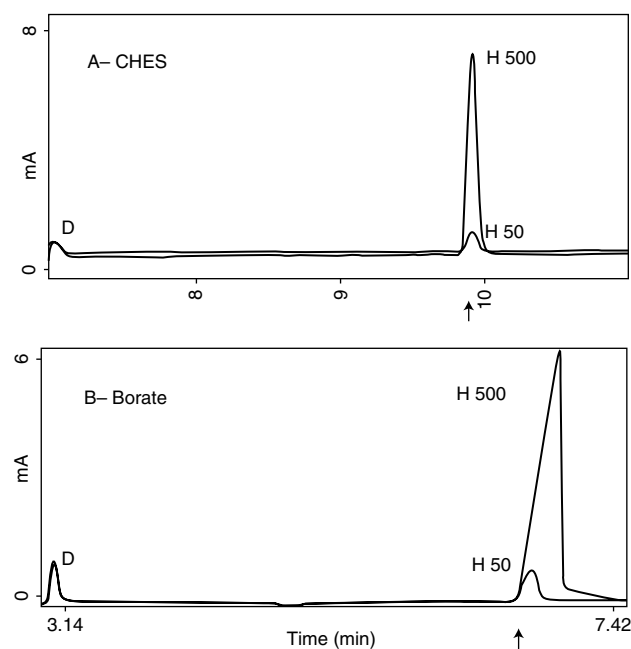 8
A– CHES
H 500
mA
D
H 50
0
8
9
10
6
B– Borate
H 500
mA
D
H 50
0
3.14
Time (min)
7.42